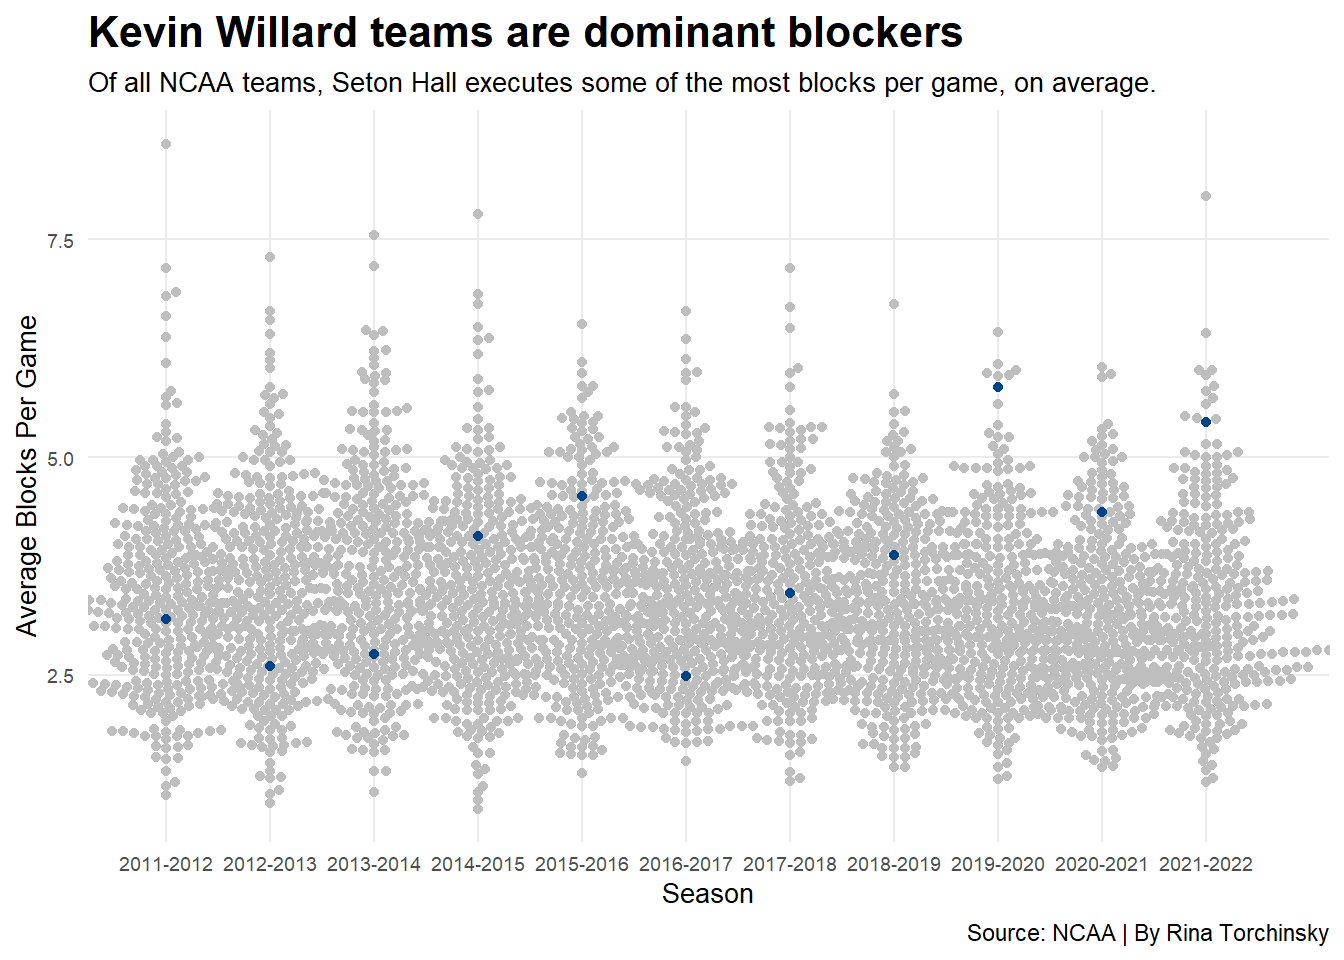 Kevin Willard teams are dominant blockers
Of all NCAA teams, Seton Hall executes some of the most blocks per game, on average.
Average Blocks Per Game
7.5
5.0
2.5
2011-2012 2012-2013 2013-2014 2014-2015 2015-2016 2016-2017 2017-2018 2018-2019 2019-2020 2020-2021 2021-2022
Season
Source: NCAA | By Rina Torchinsky